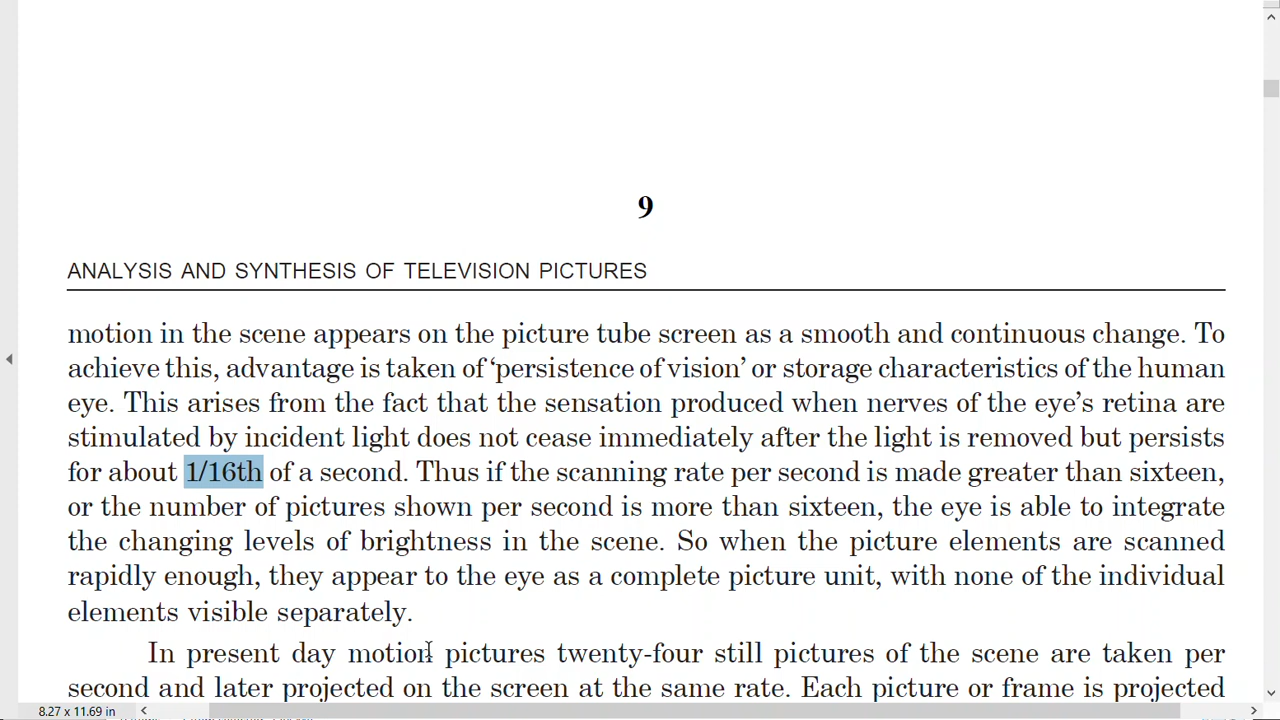 9
ANALYSIS AND SYNTHESIS OF TELEVISION PICTURES
motion in the scene appears on the picture tube screen as a smooth and continuous change. To
achieve this, advantage is taken of ‘persistence of vision’ or storage characteristics of the human
eye. This arises from the fact that the sensation produced when nerves of the eye’s retina are
stimulated by incident light does not cease immediately after the light is removed but persists
for about 1/16th of a second. Thus if the scanning rate per second is made greater than sixteen,
or the number of pictures shown per second is more than sixteen, the eye is able to integrate
the changing levels of brightness in the scene. So when the picture elements are scanned
rapidly enough, they appear to the eye as a complete picture unit, with none of the individual
elements visible separately.
In present day motion pictures twenty-four still pictures of the scene are taken per
second and later projected on the screen at the same rate. Each picture or frame is projected
8.27 x 11.69 in